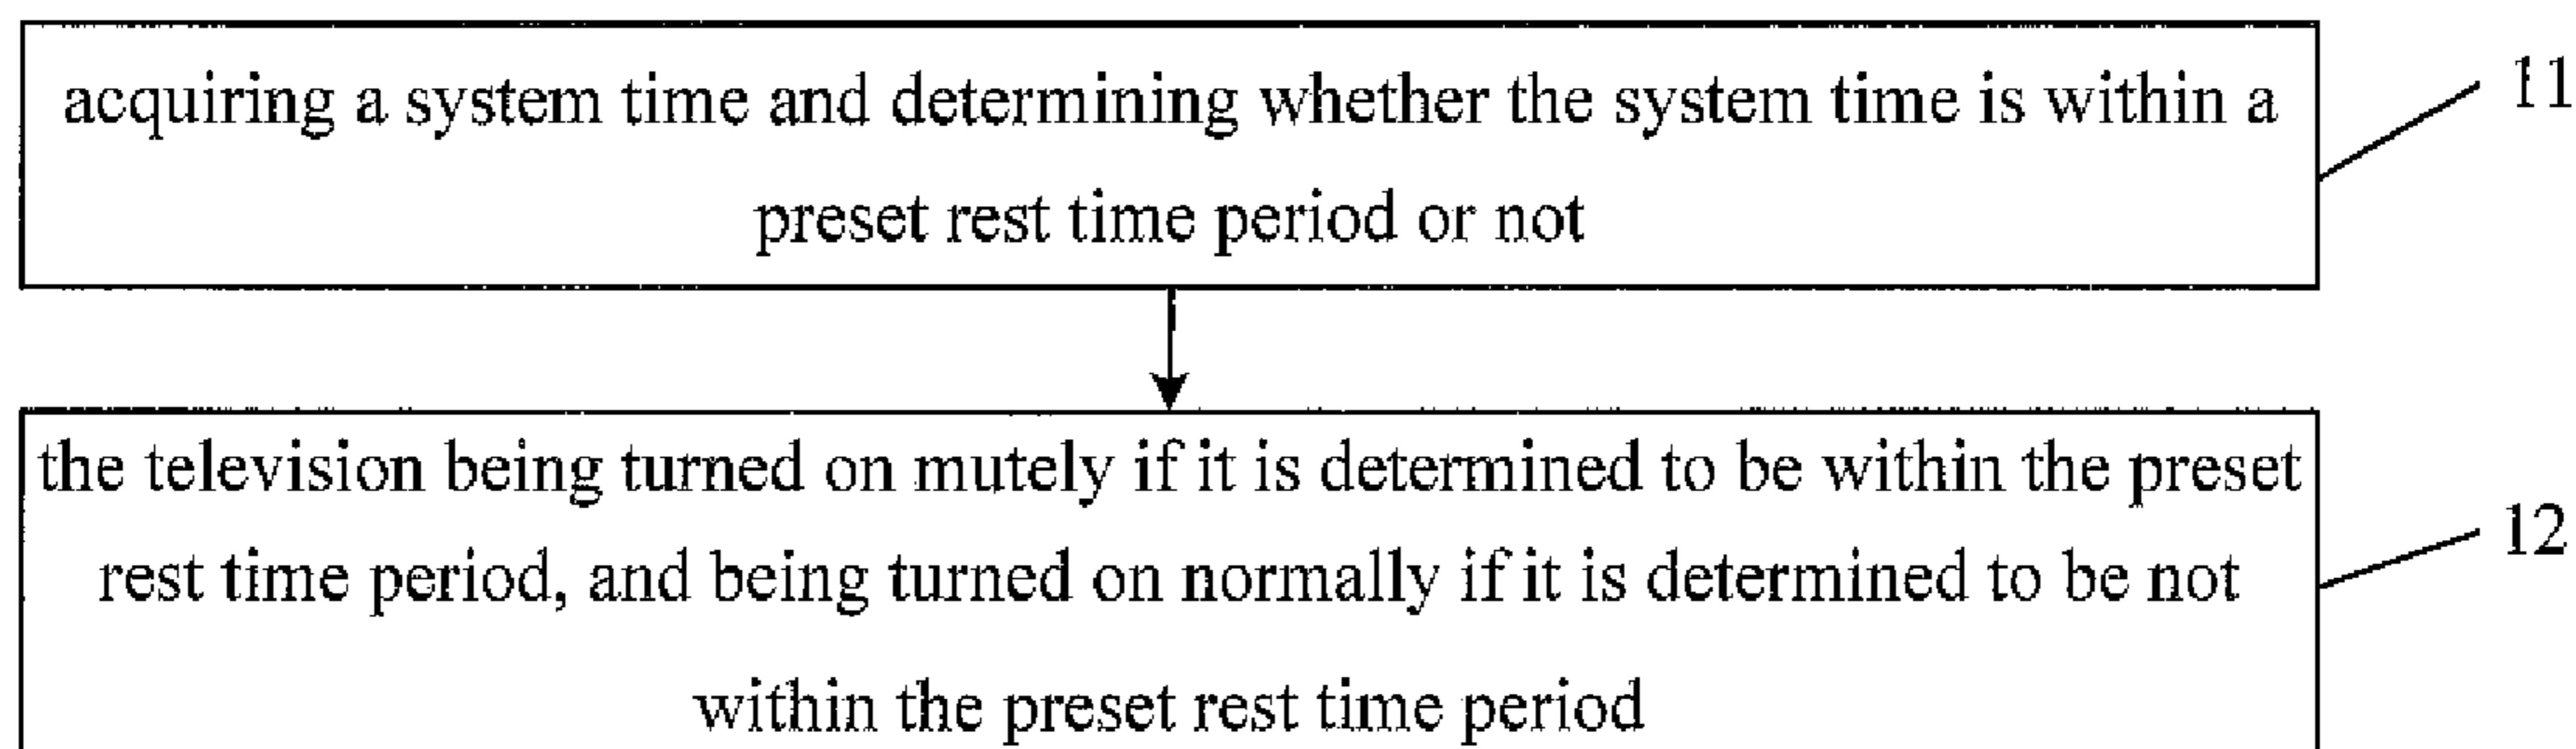 acquiring a system time and determining whether the system time is within a
preset rest time period or not
11
the television being turned on mutely if it is determined to be within the preset
rest time period, and being turned on normally if it is determined to be not
within the preset rest time period
12